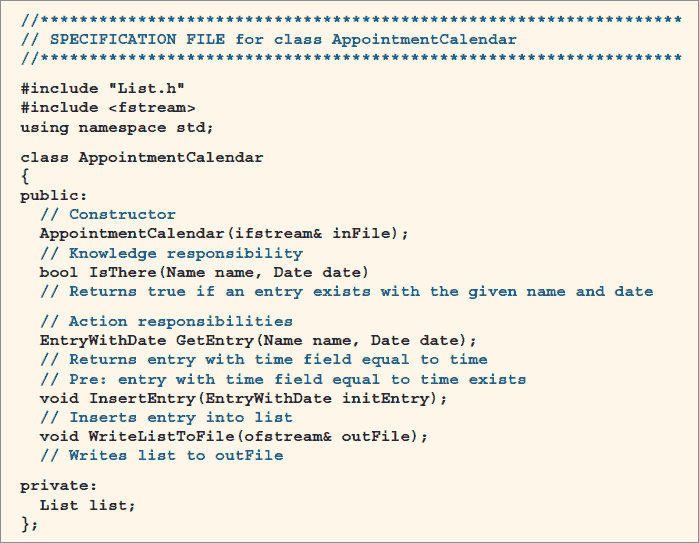 //******************************************************************
// SPECIFICATION FILE for class AppointmentCalendar
//******************************************************************
#include "List.h"
#include <fstream>
using namespace std;
class AppointmentCalendar
{
public:
  // Constructor
  AppointmentCalendar(ifstream& inFile);
  // Knowledge responsibility
  bool IsThere(Name name, Date date)
  // Returns true if an entry exists with the given name and date
  // Action responsibilities
  EntryWithDate GetEntry(Name name, Date date);
  // Returns entry with time field equal to time
  // Pre: entry with time field equal to time exists
  void InsertEntry(EntryWithDate initEntry);
  // Inserts entry into list
  void WriteListToFile(ofstream& outFile);
  // Writes list to outFile
private:
  List list;
};